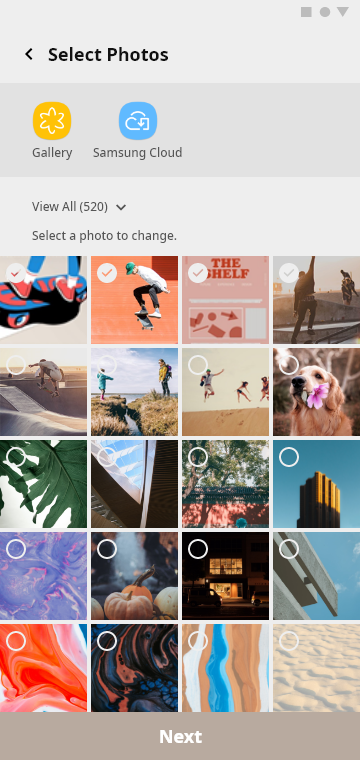 Select Photos
Gallery
Samsung Cloud
View All (520)
Select a photo to change.
THE
SHELF
Next